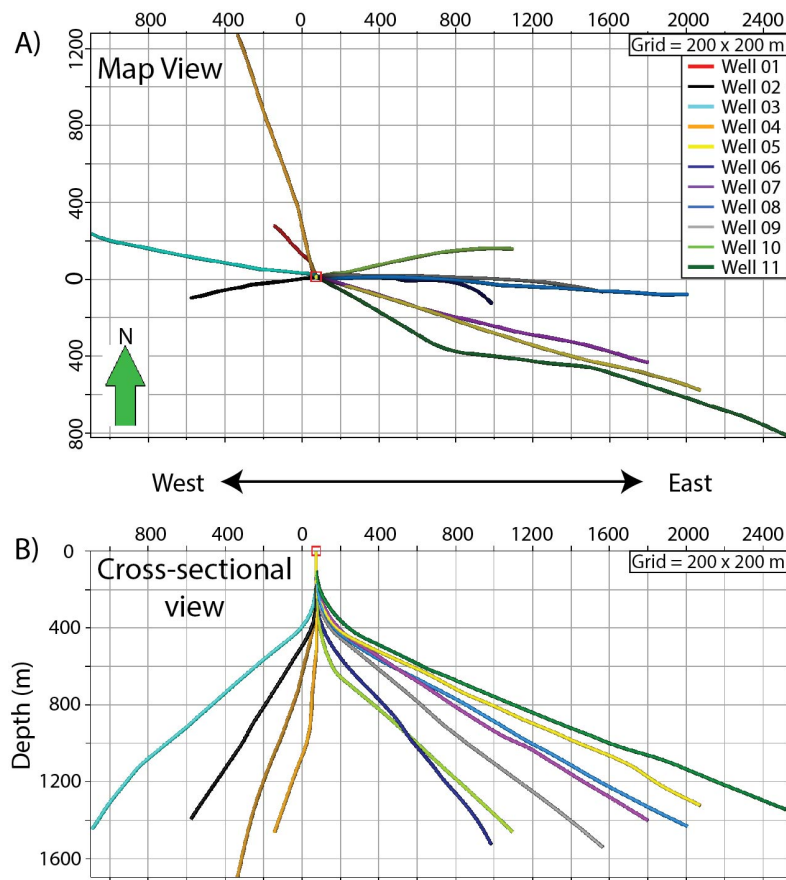 800 400 0 400 800 1200 1600 2000 2400
A)
Map View
Grid = 200 x 200 m
1200
800
400
0
400
800
Well 01
Well 02
Well 03
Well 04
Well 05
Well 06
Well 07
Well 08
Well 09
Well 10
Well 11
N
West
East
B)
800 400 0 400 800 1200 1600 2000 2400
Cross-sectional
view
Grid = 200 x 200 m
Depth (m)
0
400
800
1200
1600